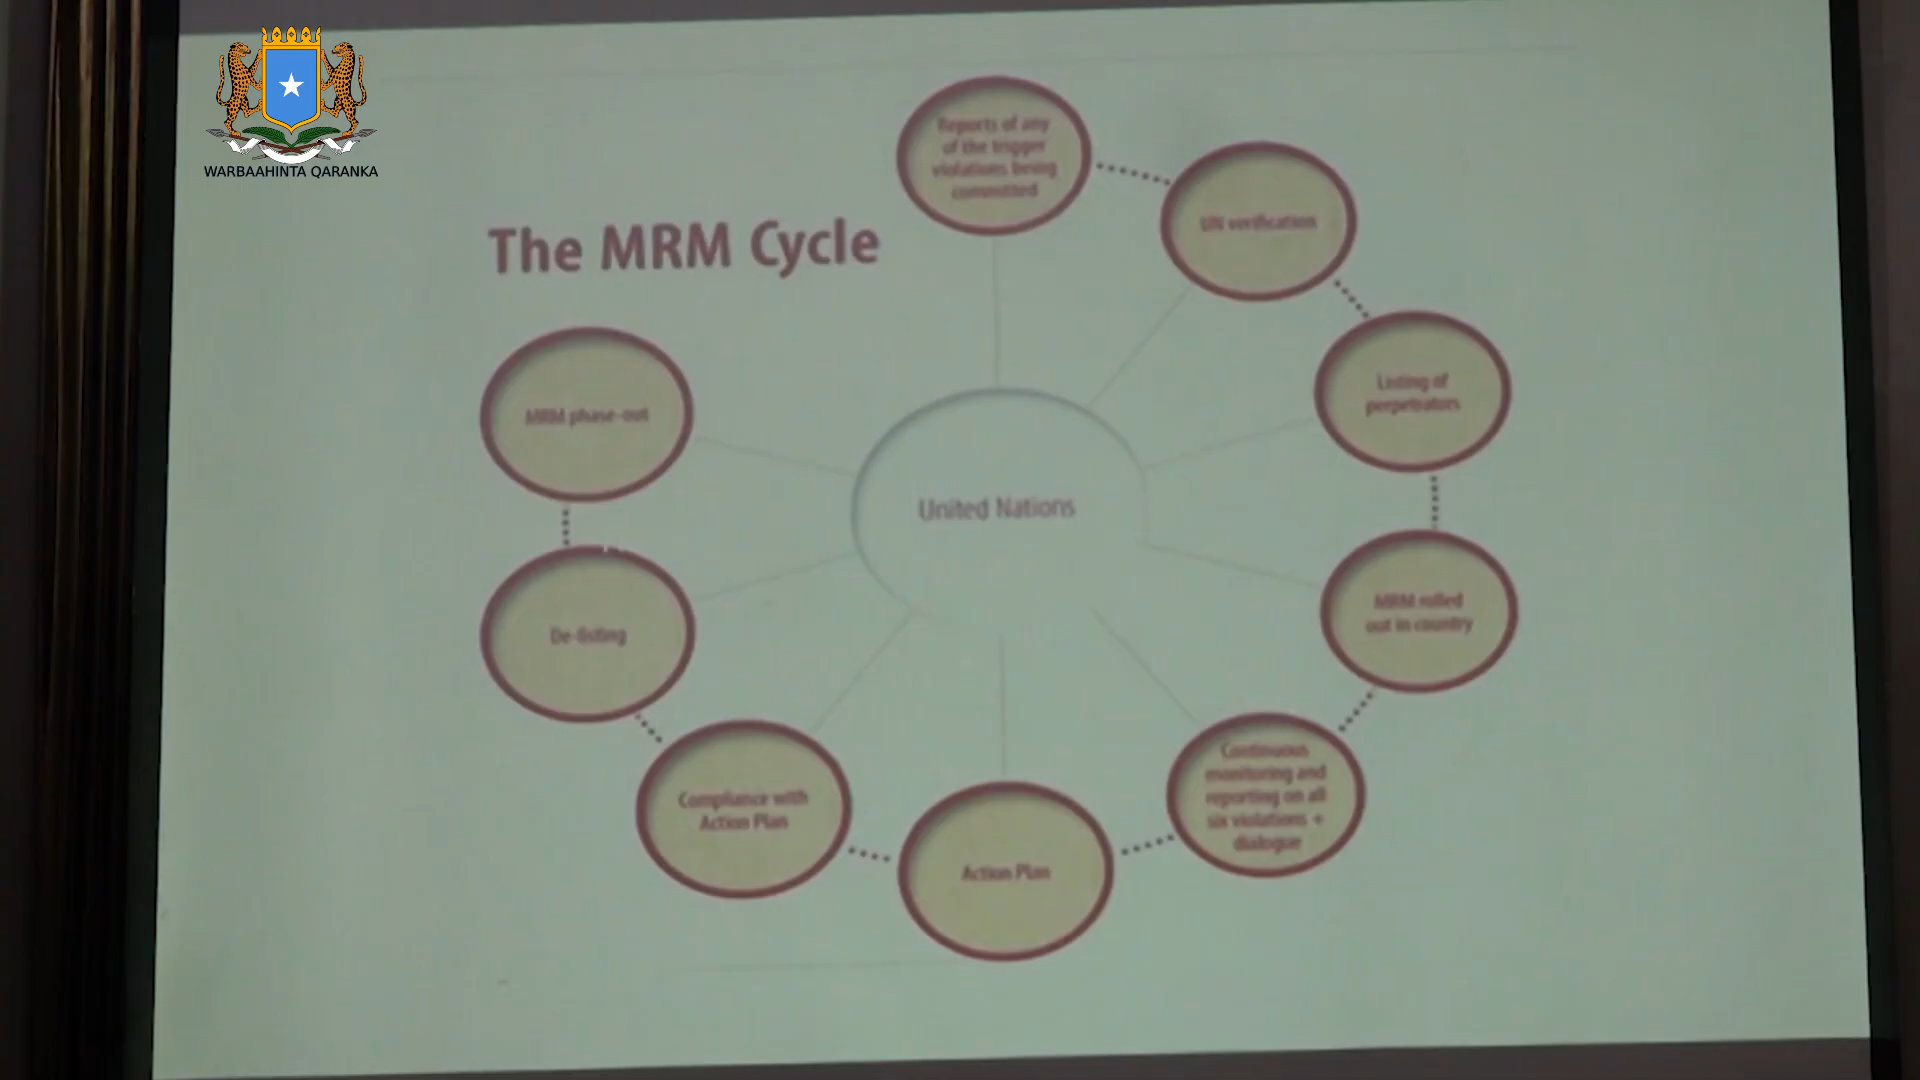 WARBAAHINTA QARANKA
The MRM Cycle
Reports of any
of the trigger
violations being
committed
UN verification
Listing of
perpetrators
MRM rolled
out in country
Continuous
monitoring and
reporting on all
six violations +
dialogue
Action Plan
Compliance with
Action Plan
De-listing
MRM phase-out
United Nations